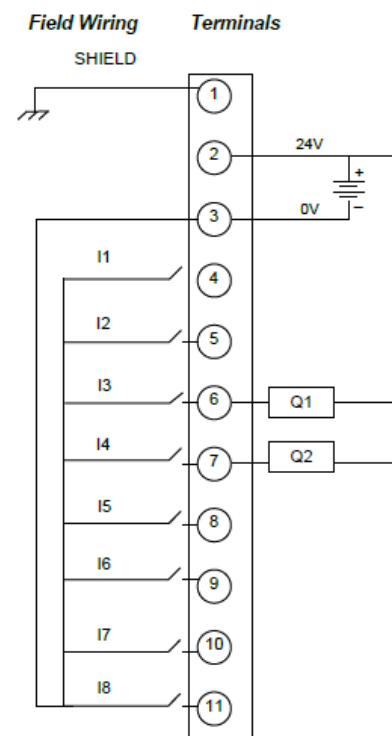 Field Wiring Terminals
SHIELD
1
2 24V
+
3 0V
–
I1 4
I2 5
I3 6 Q1
I4 7 Q2
I5 8
I6 9
I7 10
I8 11